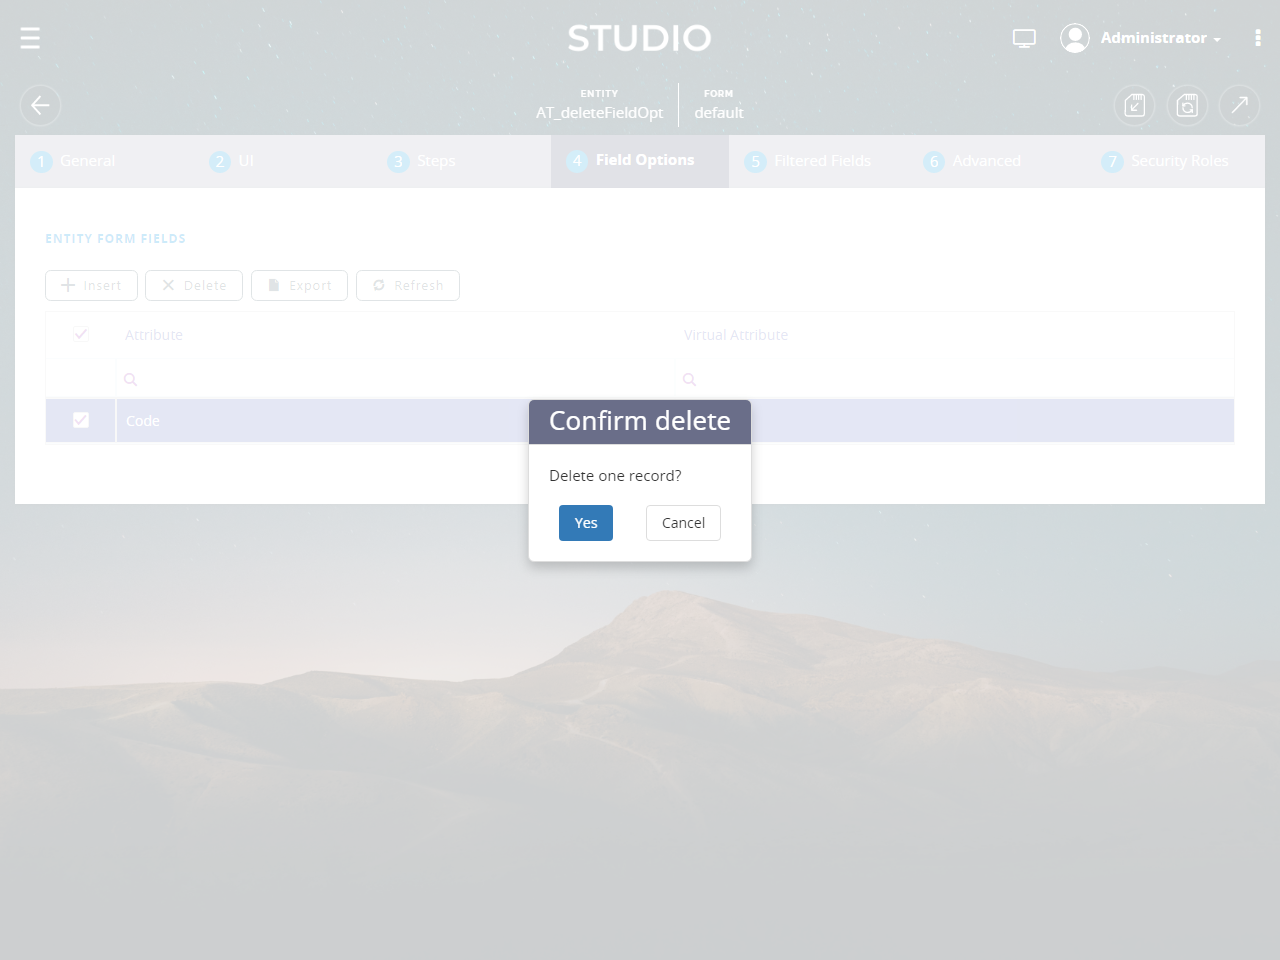 STUDIO
Administrator
ENTITY
AT_deleteFieldOpt
FORM
default
1 General
2 UI
3 Steps
4 Field Options
5 Filtered Fields
6 Advanced
7 Security Roles
ENTITY FORM FIELDS
Insert
Delete
Export
Refresh
Attribute
Virtual Attribute
Code
Confirm delete
Delete one record?
Yes
Cancel